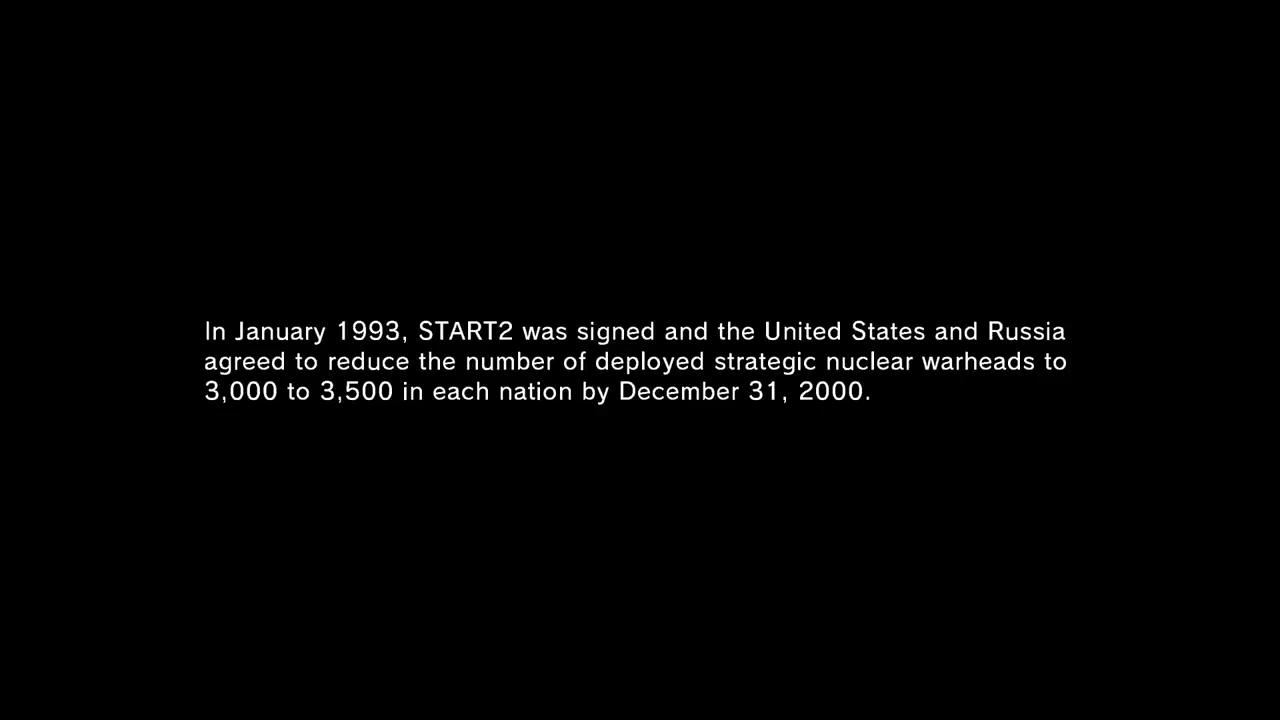 In January 1993, START2 was signed and the United States and Russia
agreed to reduce the number of deployed strategic nuclear warheads to
3,000 to 3,500 in each nation by December 31, 2000.